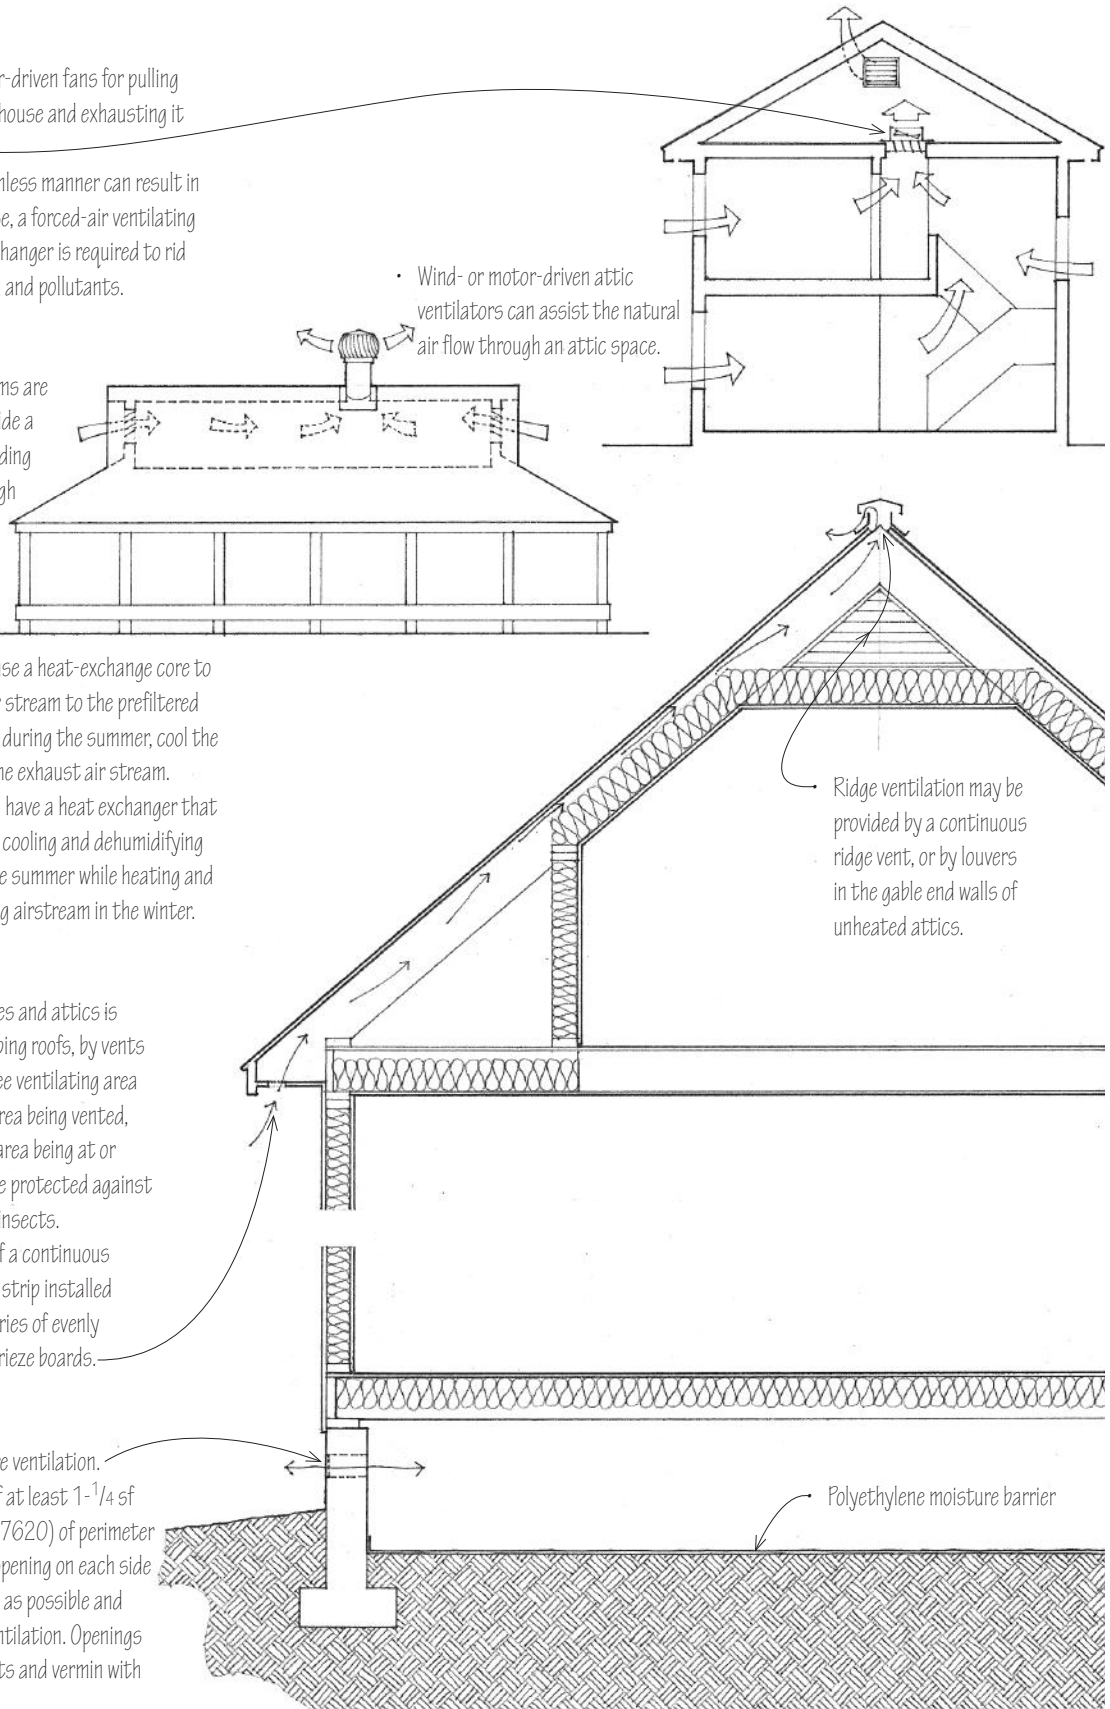 r-driven fans for pulling
house and exhausting it
nless manner can result in
e, a forced-air ventilating
hanger is required to rid
and pollutants.
• Wind- or motor-driven attic
ventilators can assist the natural
air flow through an attic space.
ns are
ide a
ding
gh
se a heat-exchange core to
r stream to the prefiltered
during the summer, cool the
he exhaust air stream.
have a heat exchanger that
cooling and dehumidifying
e summer while heating and
g airstream in the winter.
• Ridge ventilation may be
provided by a continuous
ridge vent, or by louvers
in the gable end walls of
unheated attics.
es and attics is
ping roofs, by vents
ee ventilating area
rea being vented,
area being at or
e protected against
insects.
f a continuous
strip installed
ries of evenly
rieze boards.
e ventilation.
f at least 1-1/4 sf
7620) of perimeter
pening on each side
as possible and
ntilation. Openings
ts and vermin with
• Polyethylene moisture barrier